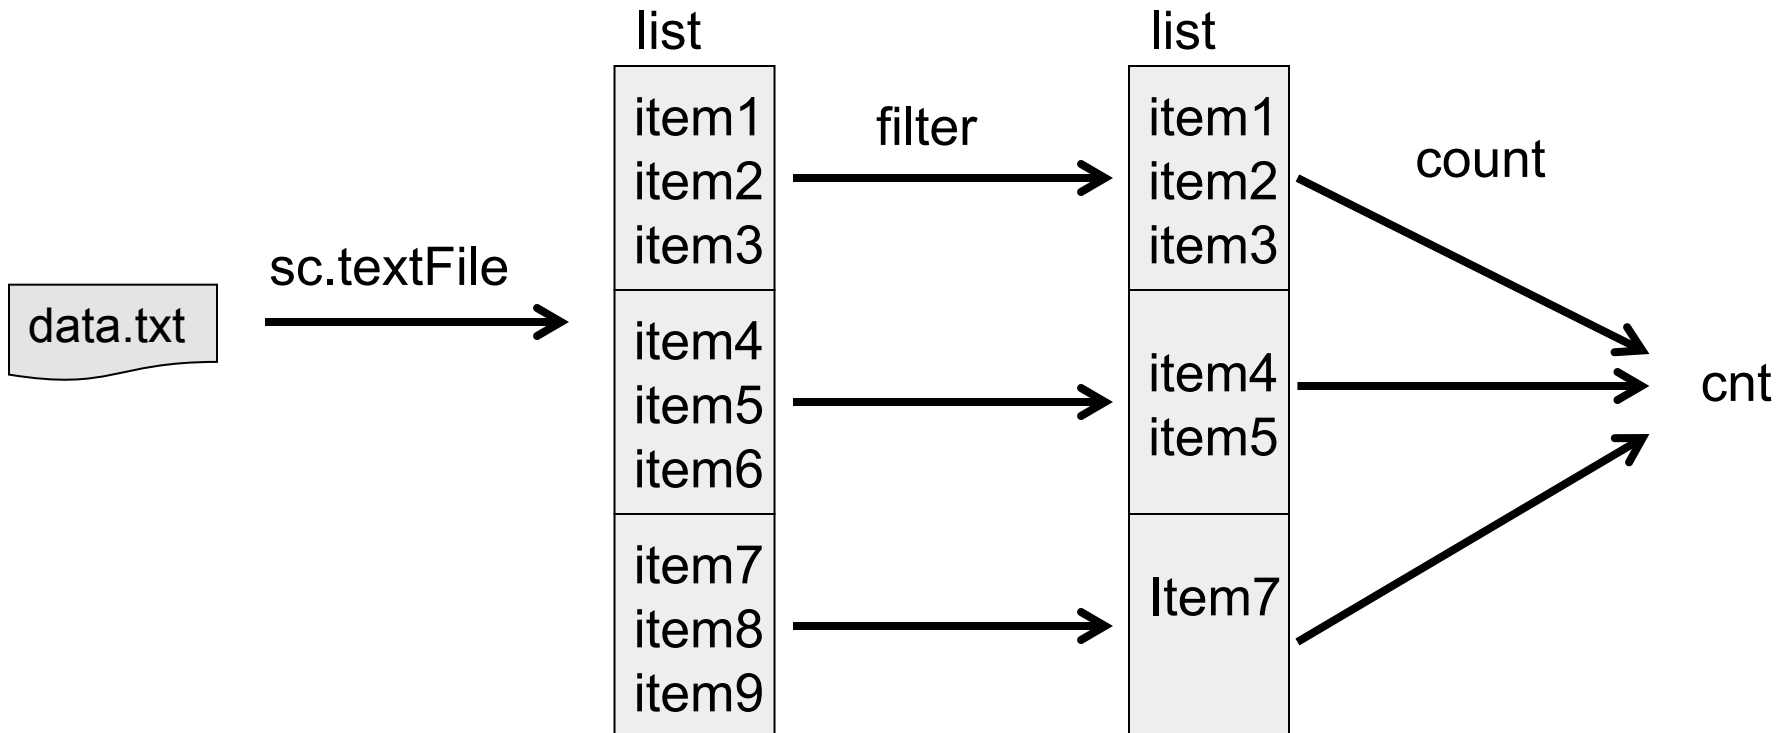 data.txt
sc.textFile
list
item1
item2
item3
item4
item5
item6
item7
item8
item9
filter
list
item1
item2
item3
item4
item5
Item7
count
cnt